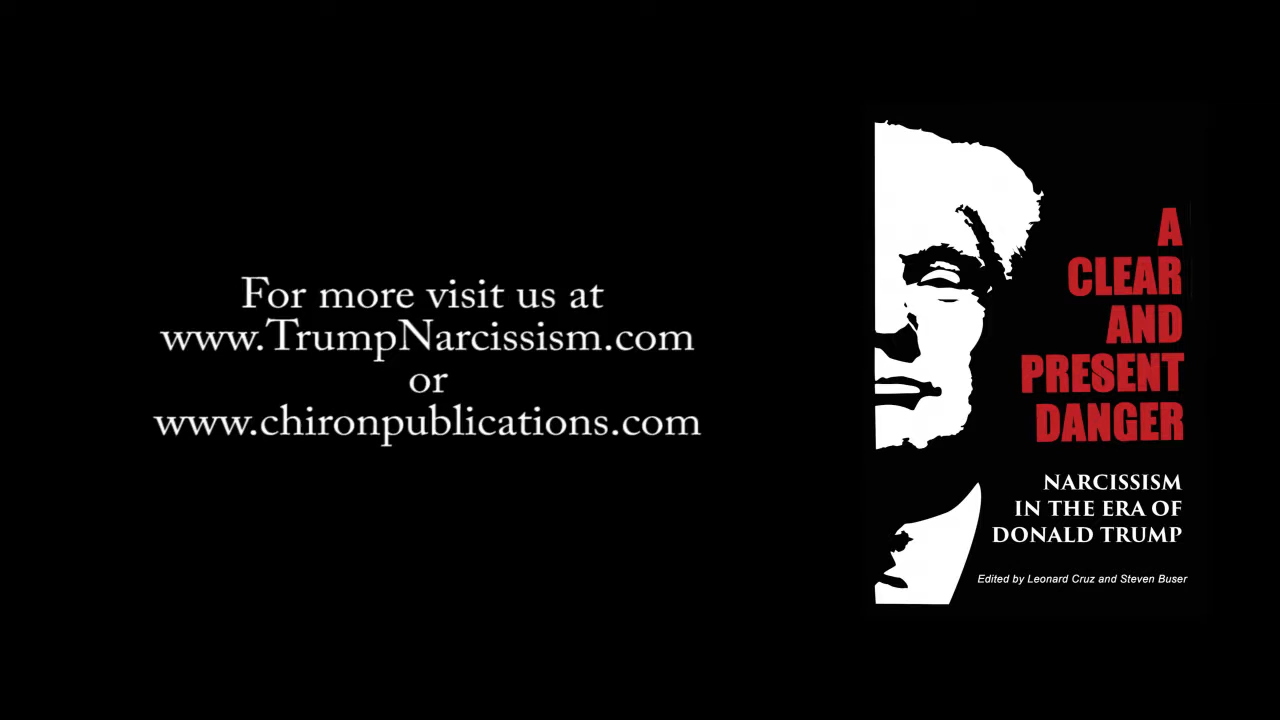 For more visit us at
www.TrumpNarcissism.com
or
www.chironpublications.com
A
CLEAR
AND
PRESENT
DANGER
NARCISSISM
IN THE ERA OF
DONALD TRUMP
Edited by Leonard Cruz and Steven Buser